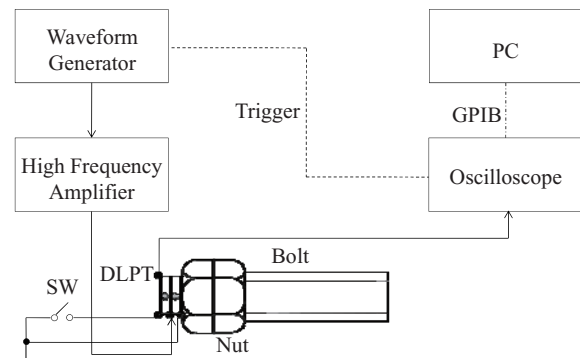 Waveform
Generator
PC
Trigger
GPIB
High Frequency
Amplifier
Oscilloscope
DLPT
Bolt
SW
Nut